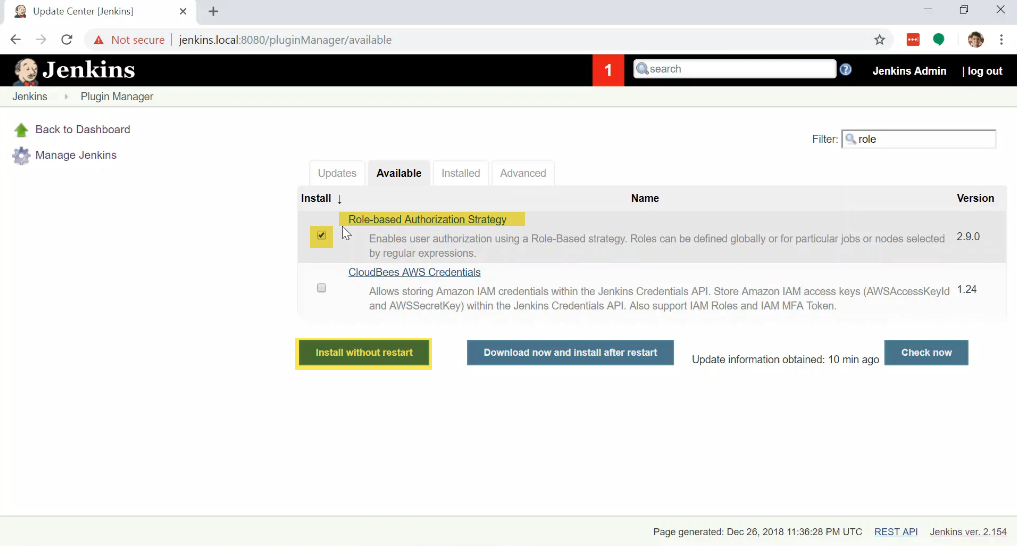 Update Center [Jenkins]
Not secure | jenkins.local:8080/pluginManager/available
Jenkins
1
search
Jenkins Admin
| log out
Jenkins
Plugin Manager
Back to Dashboard
Manage Jenkins
Filter: role
Updates
Available
Installed
Advanced
Install ↓
Name
Version
Role-based Authorization Strategy
Enables user authorization using a Role-Based strategy. Roles can be defined globally or for particular jobs or nodes selected
by regular expressions.
2.9.0
CloudBees AWS Credentials
Allows storing Amazon IAM credentials within the Jenkins Credentials API. Store Amazon IAM access keys (AWSAccessKeyId
and AWSSecretKey) within the Jenkins Credentials API. Also support IAM Roles and IAM MFA Token.
1.24
Install without restart
Download now and install after restart
Update information obtained: 10 min ago
Check now
Page generated: Dec 26, 2018 11:36:28 PM UTC
REST API
Jenkins ver. 2.154